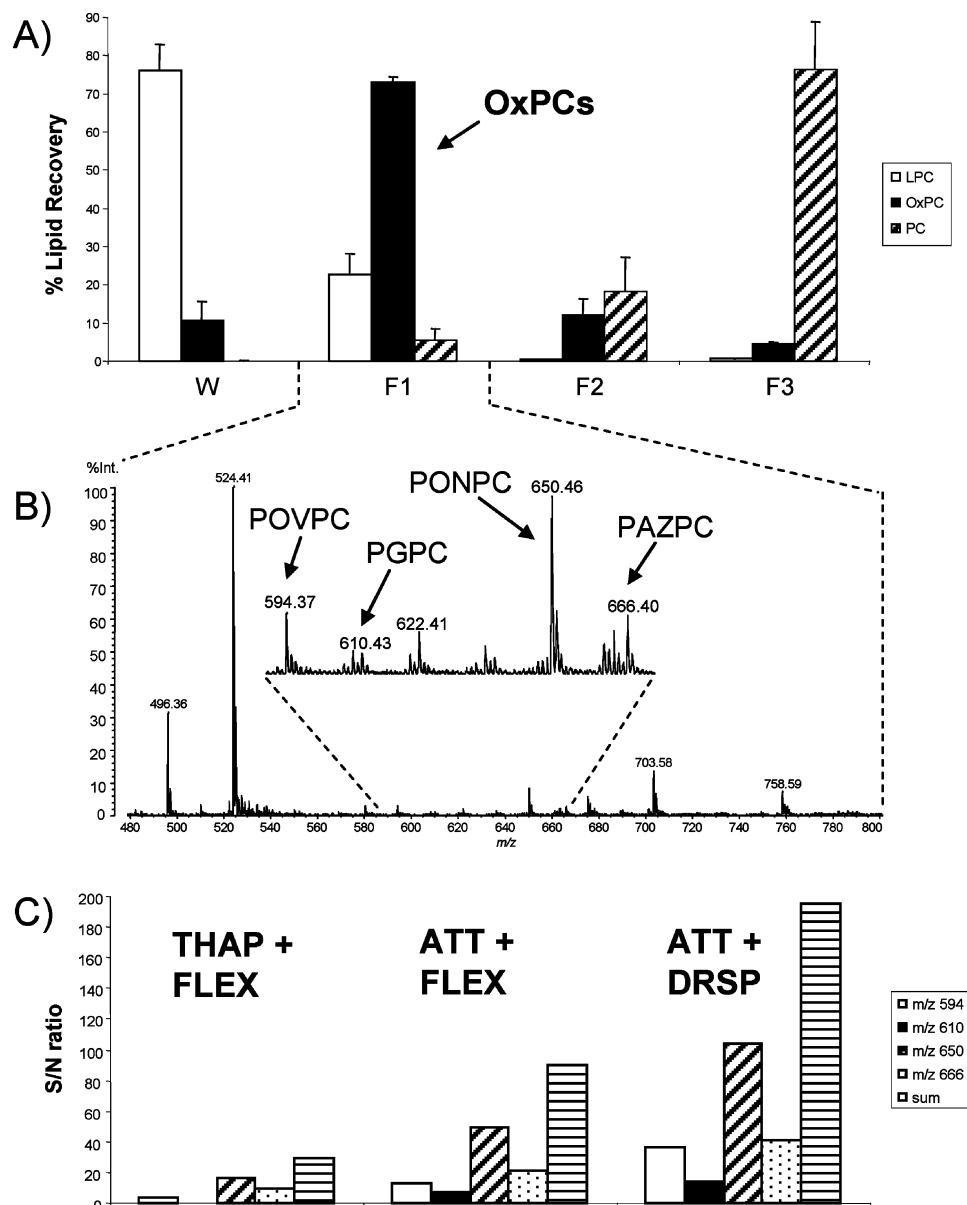 A)
90
80
70
60
50
40
30
20
10
0
% Lipid Recovery
OxPCs
LPC
OxPC
PC
W
F1
F2
F3
B)
%Int.
100
90
80
70
60
50
40
30
20
10
0
524.41
496.36
POVPC
594.37
PGPC
610.43
622.41
PONPC
650.46
PAZPC
666.40
703.58
758.59
480 500 520 540 560 580 600 620 640 660 680 700 720 740 760 780 800
m/z
C)
200
180
160
140
120
100
80
60
40
20
0
S/N ratio
THAP +
FLEX
ATT +
FLEX
ATT +
DRSP
m/z 594
m/z 610
m/z 650
m/z 666
sum